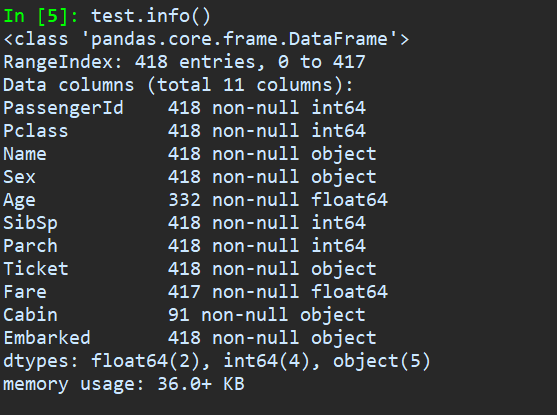 In [5]: test.info()
<class 'pandas.core.frame.DataFrame'>
RangeIndex: 418 entries, 0 to 417
Data columns (total 11 columns):
PassengerId    418 non-null int64
Pclass         418 non-null int64
Name           418 non-null object
Sex            418 non-null object
Age            332 non-null float64
SibSp          418 non-null int64
Parch          418 non-null int64
Ticket         418 non-null object
Fare           417 non-null float64
Cabin          91 non-null object
Embarked       418 non-null object
dtypes: float64(2), int64(4), object(5)
memory usage: 36.0+ KB